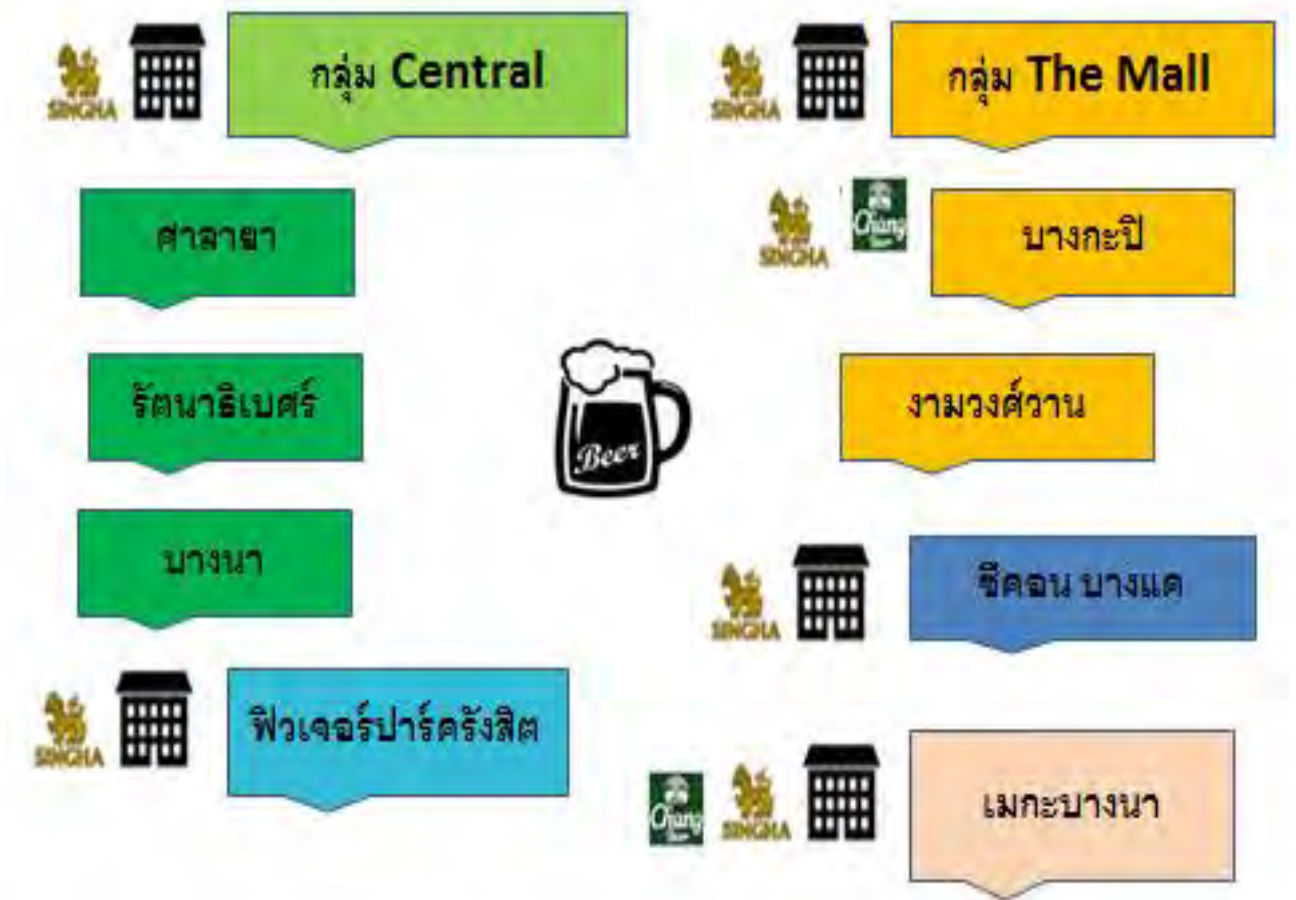 กลุ่ม Central
SINGHA
ศาลายา
รัตนาธิเบศร์
บางนา
ฟิวเจอร์ปาร์ครังสิต
SINGHA
Beer
กลุ่ม The Mall
SINGHA
บางกะปิ
SINGHA
Chang
งามวงศ์วาน
ซีคอน บางแค
SINGHA
เมกะบางนา
Chang
SINGHA